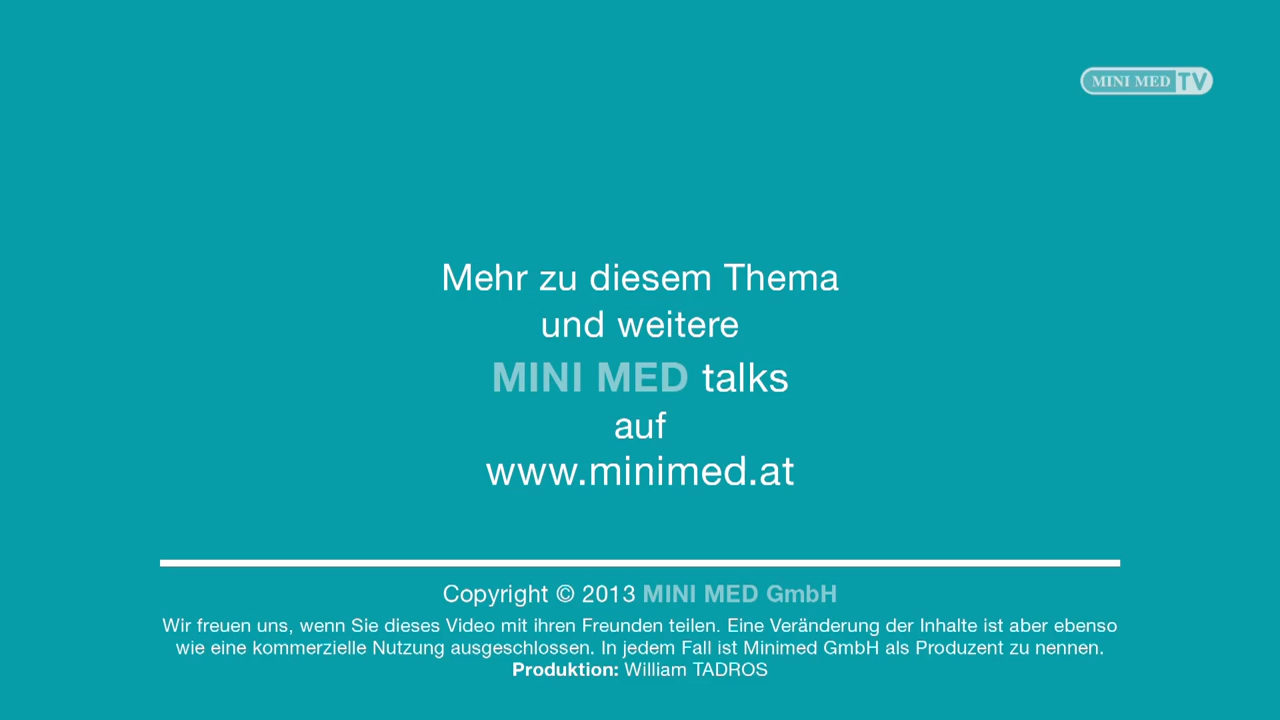 MINI MED TV
Mehr zu diesem Thema
und weitere
MINI MED talks
auf
www.minimed.at
Copyright © 2013 MINI MED GmbH
Wir freuen uns, wenn Sie dieses Video mit ihren Freunden teilen. Eine Veränderung der Inhalte ist aber ebenso
wie eine kommerzielle Nutzung ausgeschlossen. In jedem Fall ist Minimed GmbH als Produzent zu nennen.
Produktion: William TADROS